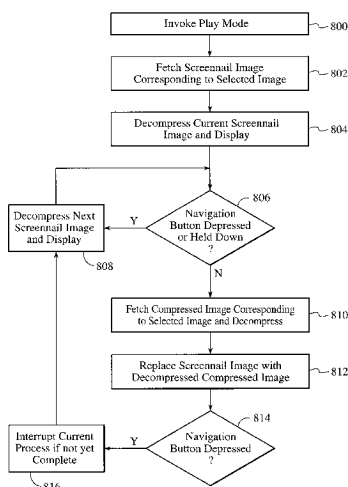 Invoke Play Mode
800
Fetch Screennail Image
Corresponding to Selected Image
802
Decompress Current Screennail
Image and Display
804
806
Navigation
Button Depressed
or Held Down
?
Y
N
Decompress Next
Screennail Image
and Display
808
Fetch Compressed Image Corresponding
to Selected Image and Decompress
810
Replace Screennail Image with
Decompressed Compressed Image
812
814
Navigation
Button Depressed
?
Y
Interrupt Current
Process if not yet
Complete
816